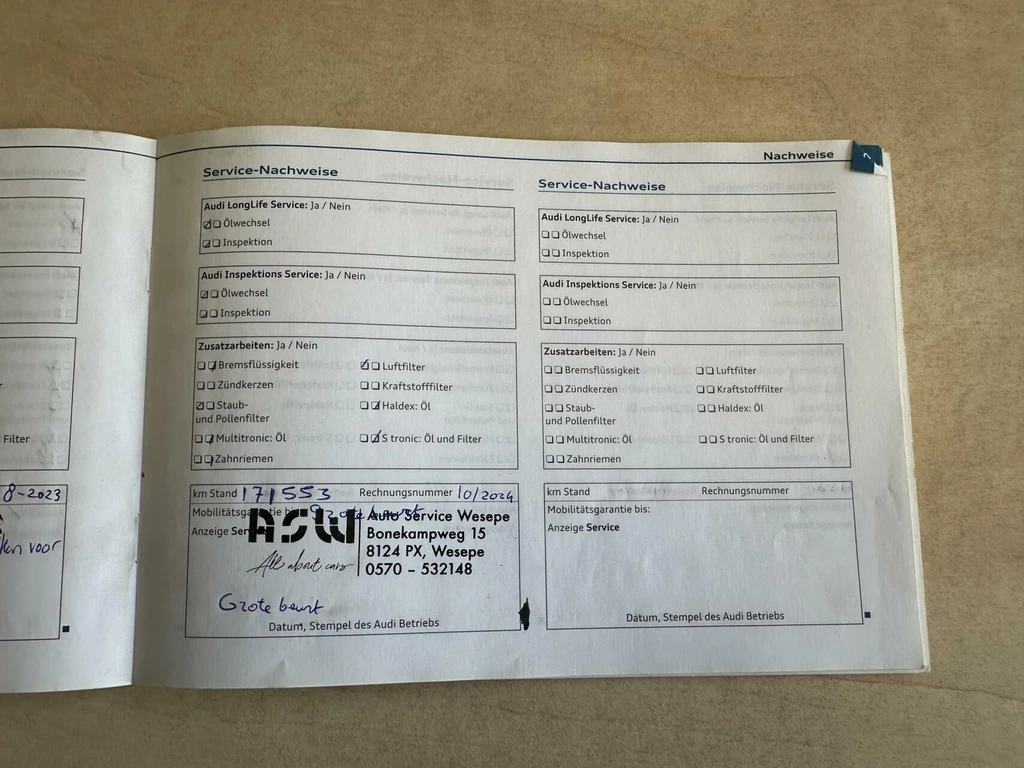 Filter
8-2023
voor
Nachweise
Service-Nachweise
Audi LongLife Service: Ja / Nein
Ölwechsel
Inspektion
Audi Inspektions Service: Ja / Nein
Ölwechsel
Inspektion
Zusatzarbeiten: Ja / Nein
Bremsflüssigkeit Luftfilter
Zündkerzen Kraftstofffilter
Staub- Haldex: Öl
und Pollenfilter
Multitronic: Öl S tronic: Öl und Filter
Zahnriemen
km Stand 171553 Rechnungsnummer 10/2024
Mobilitätsgarantie bis: Grote beurt
Anzeige Service
ASW
All about cars
Auto Service Wesepe
Bonekampweg 15
8124 PX, Wesepe
0570 – 532148
Grote beurt
Datum, Stempel des Audi Betriebs
Service-Nachweise
Audi LongLife Service: Ja / Nein
Ölwechsel
Inspektion
Audi Inspektions Service: Ja / Nein
Ölwechsel
Inspektion
Zusatzarbeiten: Ja / Nein
Bremsflüssigkeit Luftfilter
Zündkerzen Kraftstofffilter
Staub- Haldex: Öl
und Pollenfilter
Multitronic: Öl S tronic: Öl und Filter
Zahnriemen
km Stand Rechnungsnummer
Mobilitätsgarantie bis:
Anzeige Service
Datum, Stempel des Audi Betriebs